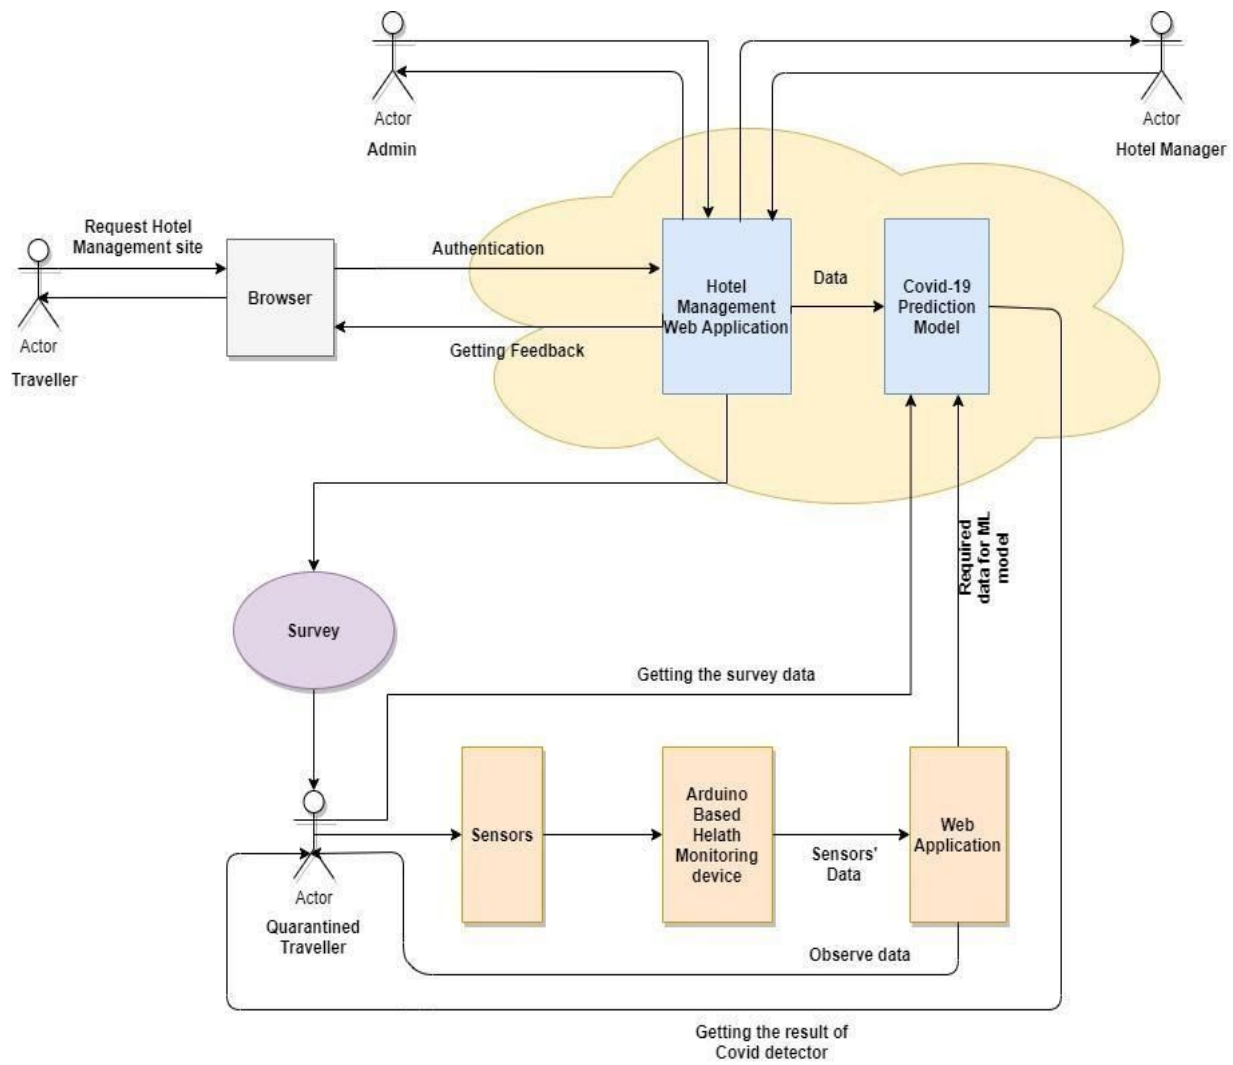 Actor
Admin
Actor
Hotel Manager
Request Hotel
Management site
Actor
Traveller
Browser
Authentication
Getting Feedback
Hotel
Management
Web Application
Data
Covid-19
Prediction
Model
Required
data for ML
model
Survey
Getting the survey data
Actor
Quarantined
Traveller
Sensors
Arduino
Based
Helath
Monitoring
device
Sensors'
Data
Web
Application
Observe data
Getting the result of
Covid detector